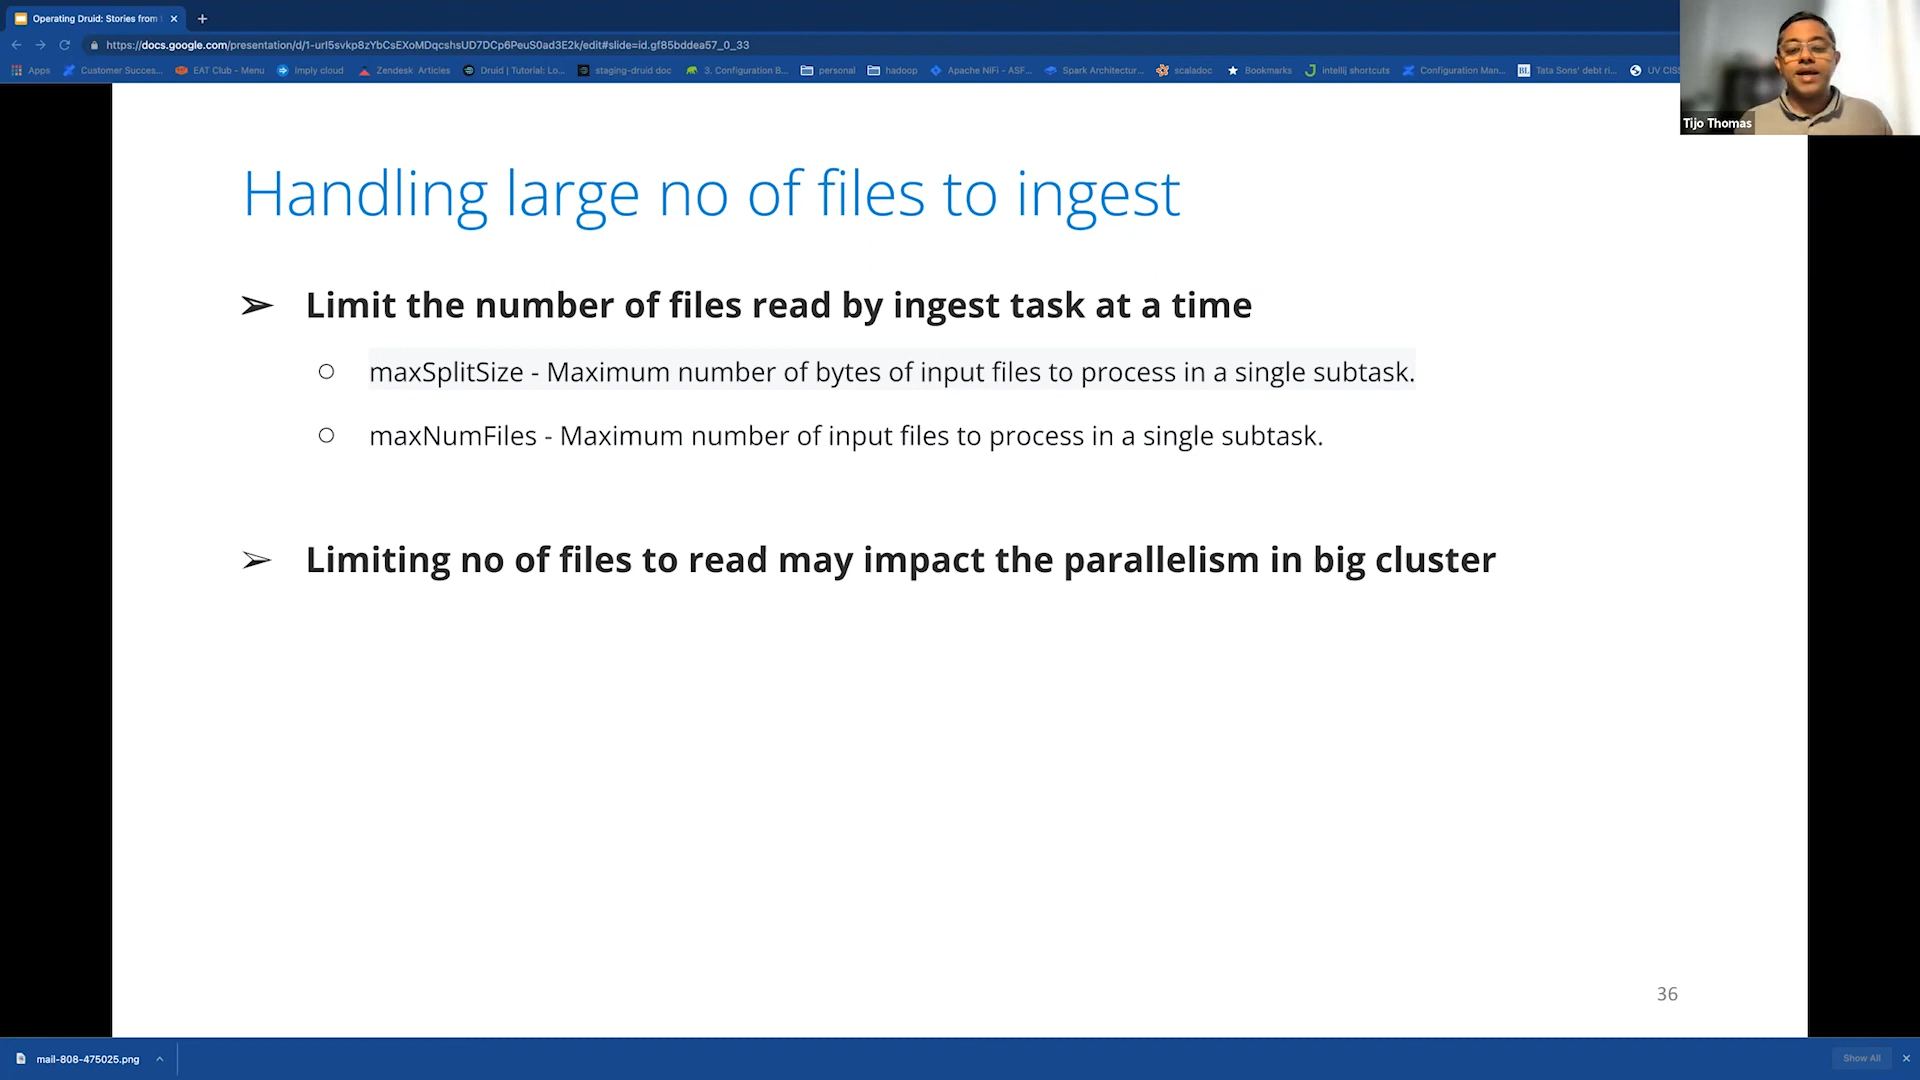 Operating Druid: Stories from
https://docs.google.com/presentation/d/1-url5svkp8zYbCsEXoMDqcshsUD7DCp6PeuS0ad3E2k/edit#slide=id.gf85bddea57_0_33
Apps Customer Succes... EAT Club - Menu Imply cloud Zendesk Articles Druid | Tutorial: Lo... staging-druid doc 3. Configuration B... personal hadoop Apache NiFi - ASF... Spark Architectur... scaladoc Bookmarks intellij shortcuts Configuration Man... Tata Sons' debt ri... UV CIS
Tijo Thomas
Handling large no of files to ingest
➢ Limit the number of files read by ingest task at a time
○ maxSplitSize - Maximum number of bytes of input files to process in a single subtask.
○ maxNumFiles - Maximum number of input files to process in a single subtask.
➢ Limiting no of files to read may impact the parallelism in big cluster
36
mail-808-475025.png
Show All